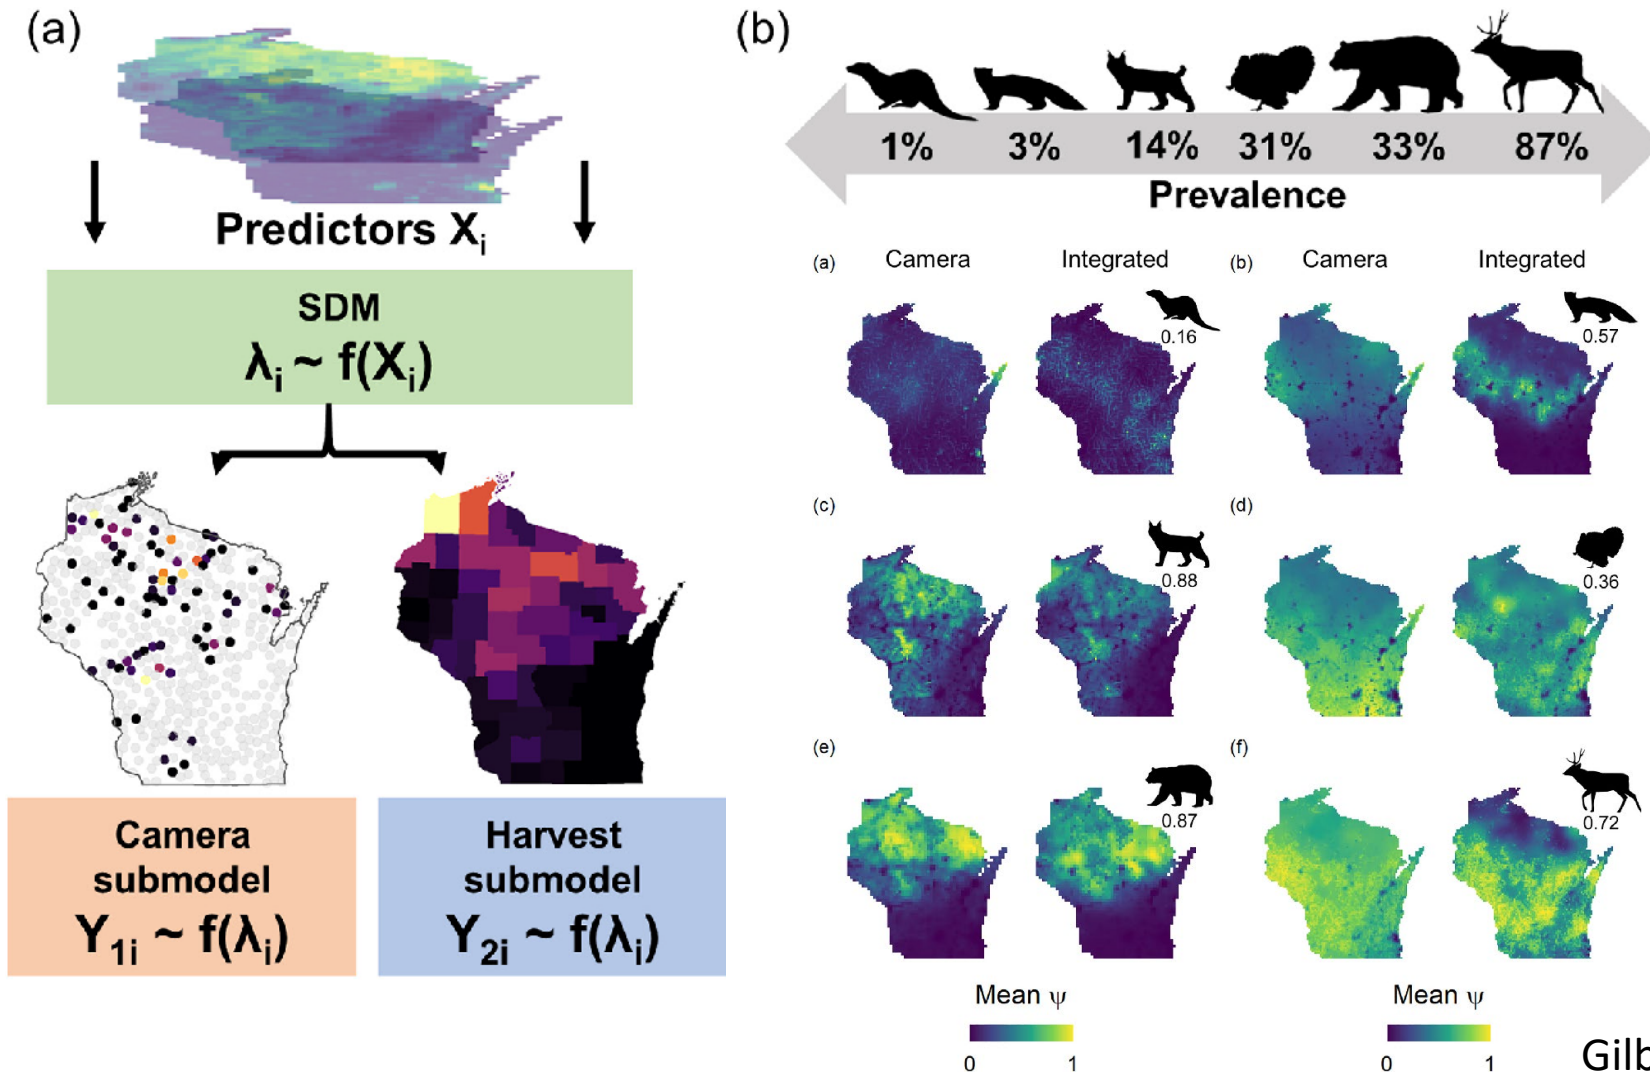 (a)
Predictors Xi
SDM
λi ~ f(Xi)
Camera
submodel
Y1i ~ f(λi)
Harvest
submodel
Y2i ~ f(λi)
(b)
1% 3% 14% 31% 33% 87%
Prevalence
(a) Camera Integrated
0.16
(b) Camera Integrated
0.57
(c)
0.88
(d)
0.36
(e)
0.87
(f)
0.72
Mean ψ
0 1
Mean ψ
0 1
Gilb